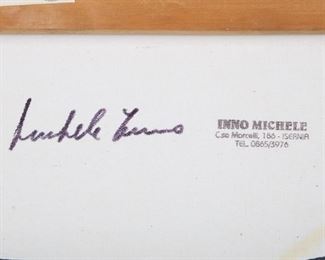 Michele Inno
INNO MICHELE
C.so Marcelli, 186 - ISERNIA
TEL. 0865/3976